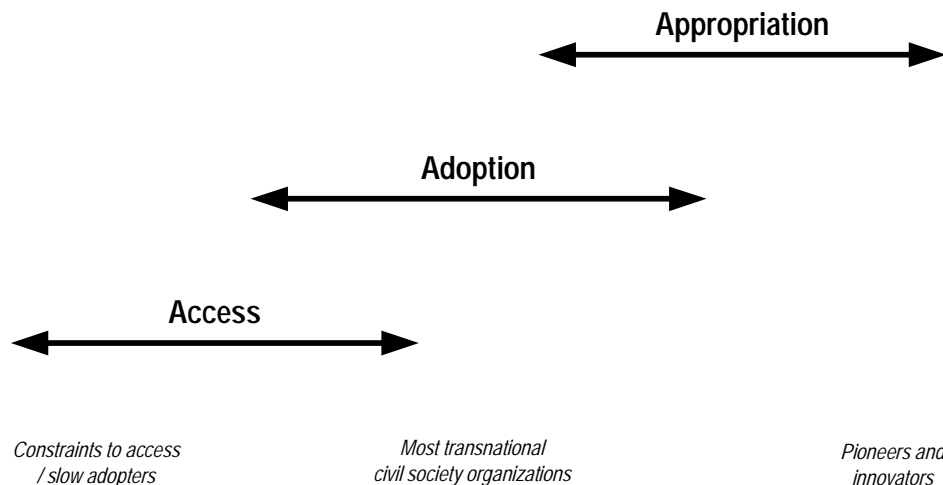 Appropriation
Adoption
Access
Constraints to access
/ slow adopters
Most transnational
civil society organizations
Pioneers and
innovators